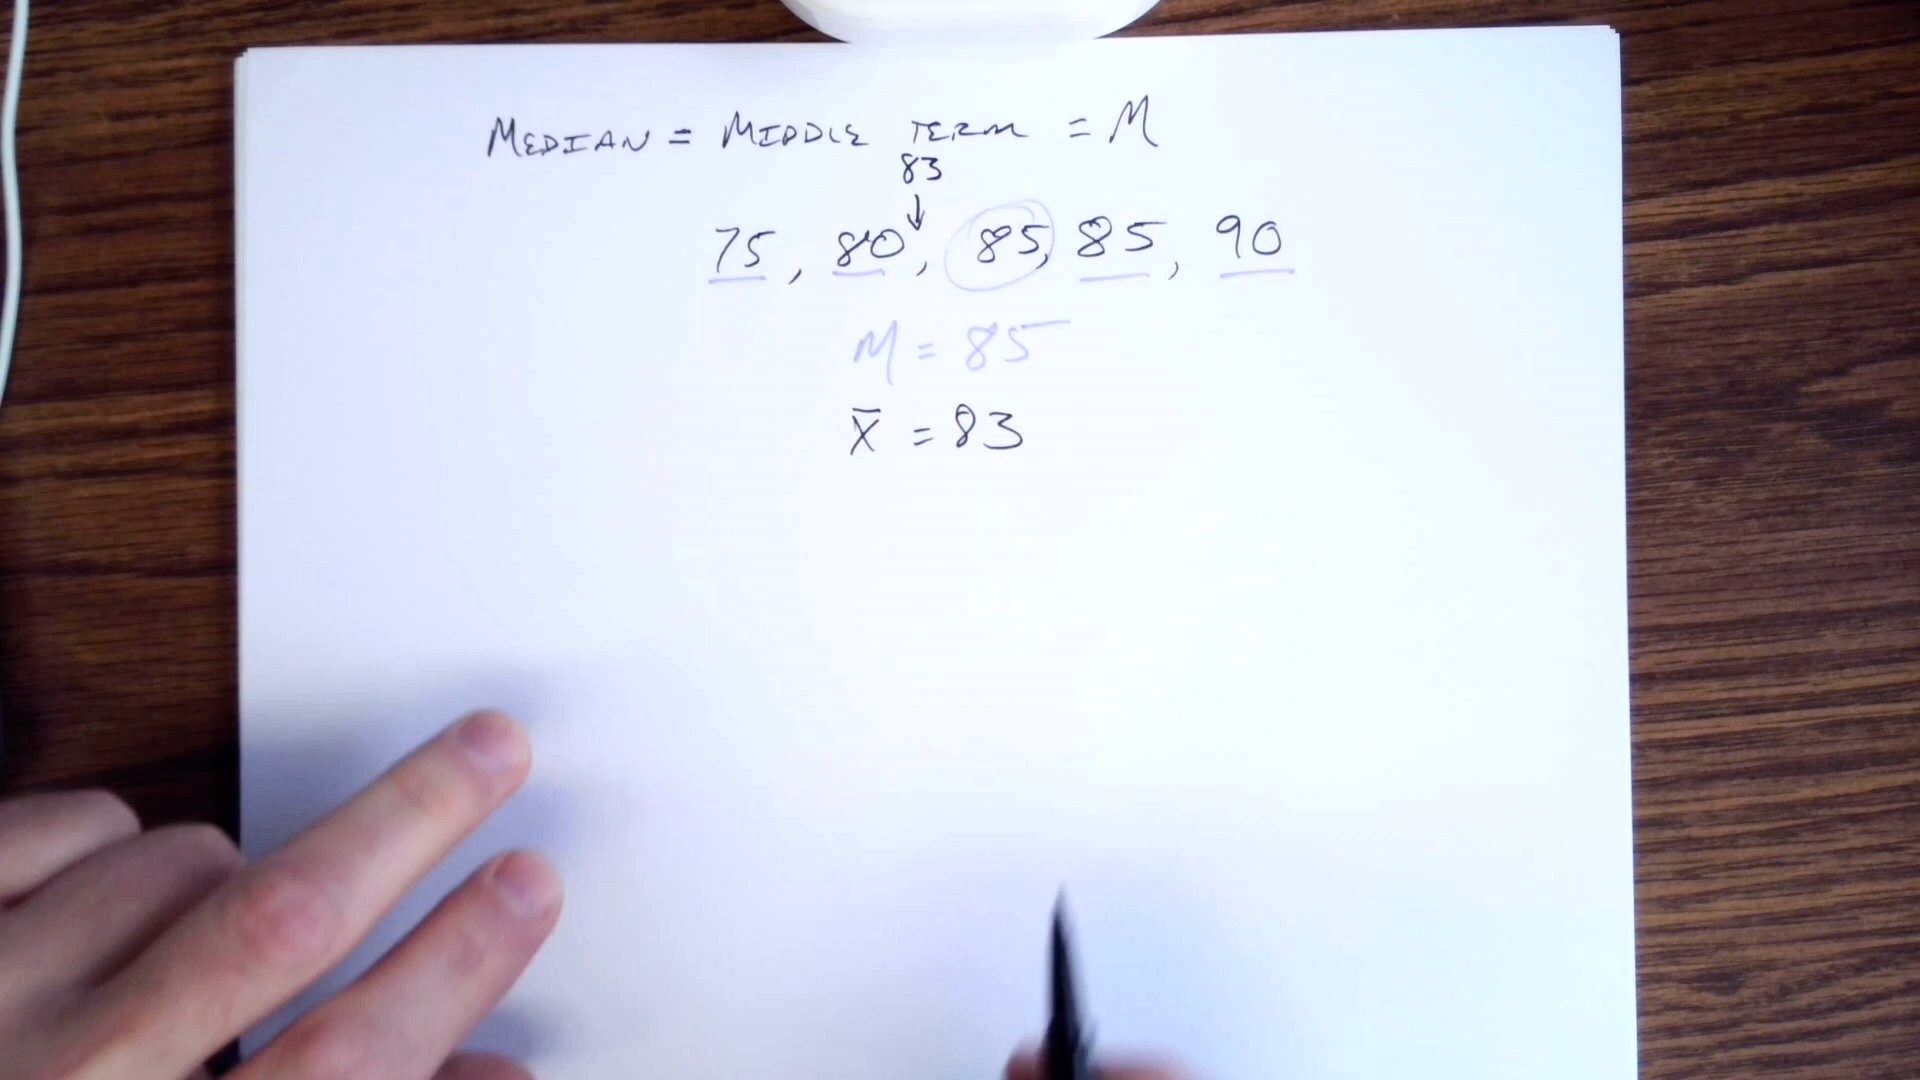 MEDIAN = MIDDLE TERM = M
83
↓
75, 80, 85, 85, 90
M = 85
x̄ = 83